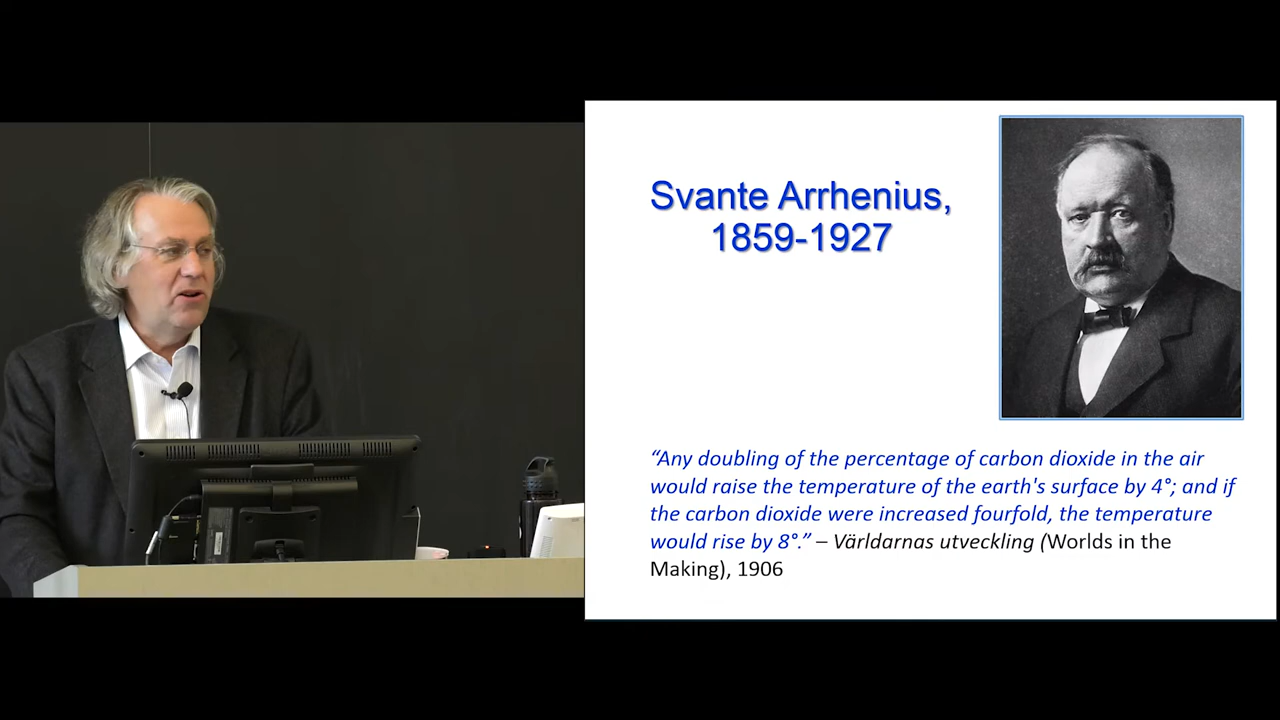 Svante Arrhenius,
1859-1927
“Any doubling of the percentage of carbon dioxide in the air
would raise the temperature of the earth's surface by 4°; and if
the carbon dioxide were increased fourfold, the temperature
would rise by 8°.” – Världarnas utveckling (Worlds in the
Making), 1906